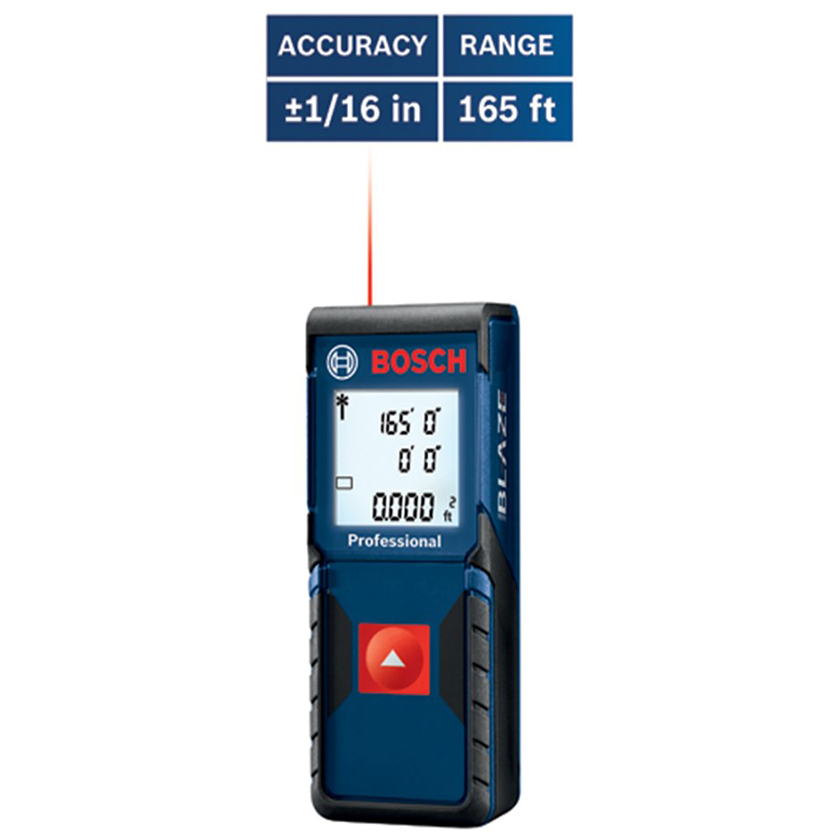 ACCURACY RANGE
±1/16 in 165 ft
BOSCH
165' 0"
0' 0"
0.000 ft²
Professional
BLAZE